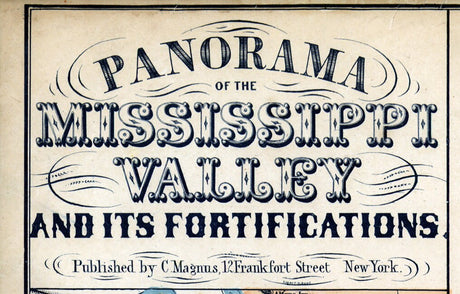 PANORAMA
OF THE
MISSISSIPPI
VALLEY
AND ITS FORTIFICATIONS.
Published by C. Magnus, 12 Frankfort Street New York.